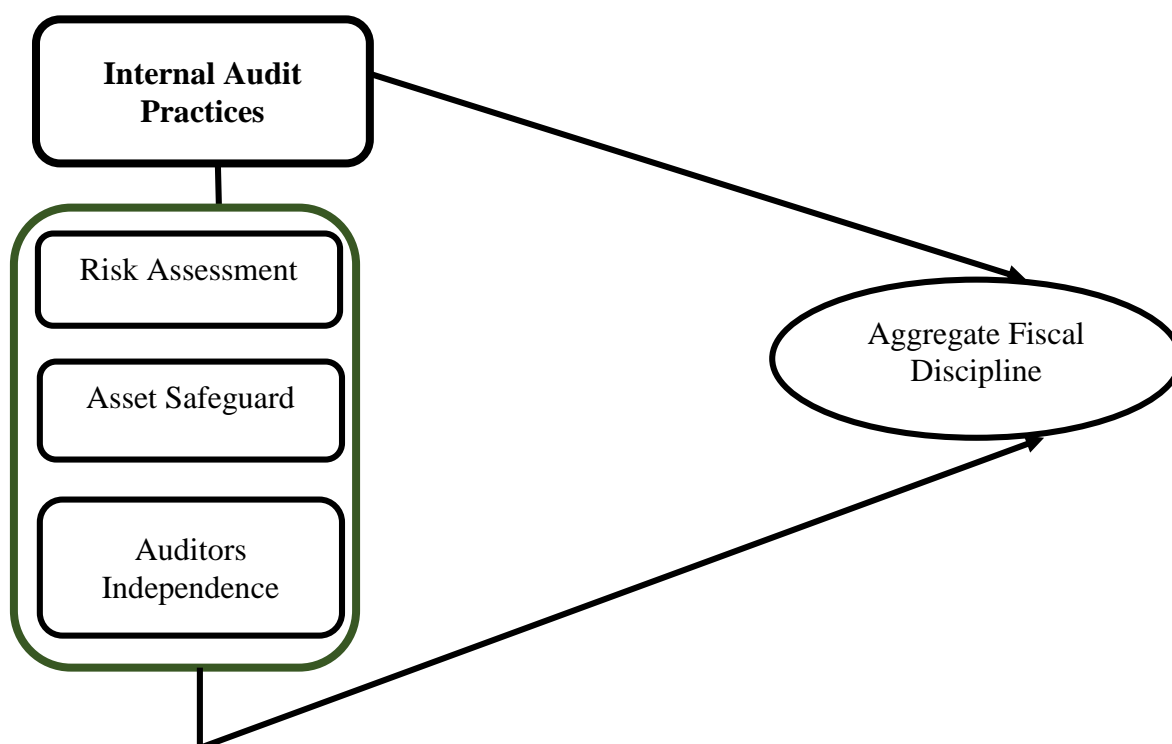 Internal Audit
Practices
Risk Assessment
Asset Safeguard
Auditors
Independence
Aggregate Fiscal
Discipline